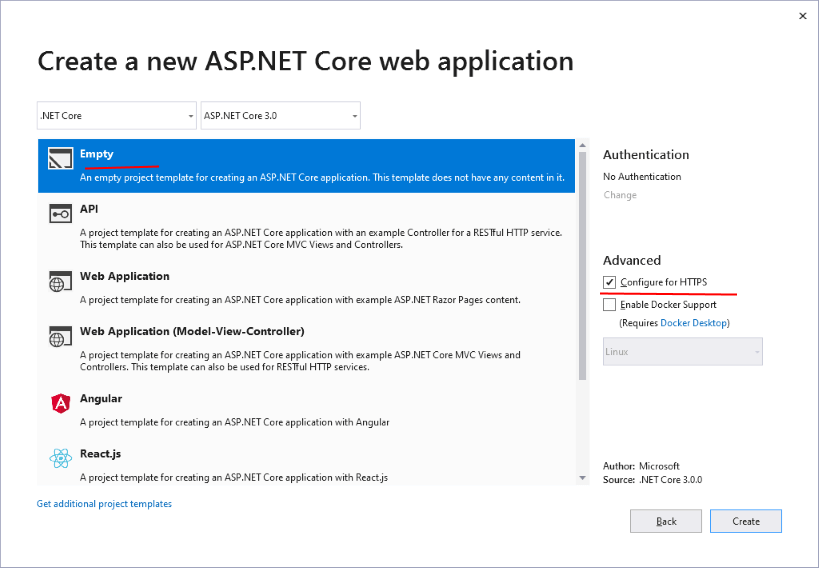 Create a new ASP.NET Core web application
.NET Core
ASP.NET Core 3.0
Empty
An empty project template for creating an ASP.NET Core application. This template does not have any content in it.
API
A project template for creating an ASP.NET Core application with an example Controller for a RESTful HTTP service.
This template can also be used for ASP.NET Core MVC Views and Controllers.
Web Application
A project template for creating an ASP.NET Core application with example ASP.NET Razor Pages content.
Web Application (Model-View-Controller)
A project template for creating an ASP.NET Core application with example ASP.NET Core MVC Views and
Controllers. This template can also be used for RESTful HTTP services.
Angular
A project template for creating an ASP.NET Core application with Angular
React.js
A project template for creating an ASP.NET Core application with React.js
Get additional project templates
Authentication
No Authentication
Change
Advanced
Configure for HTTPS
Enable Docker Support
(Requires Docker Desktop)
Linux
Author: Microsoft
Source: .NET Core 3.0.0
Back
Create